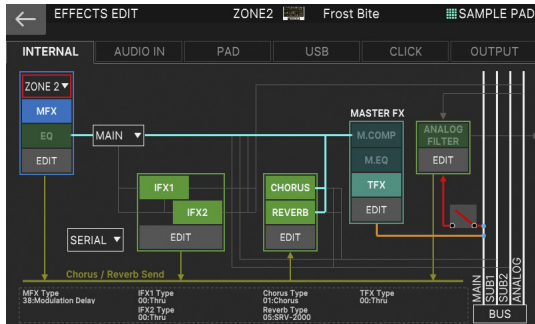 EFFECTS EDIT ZONE2 Frost Bite SAMPLE PAD
INTERNAL AUDIO IN PAD USB CLICK OUTPUT
ZONE 2▼
MFX
EQ
EDIT
MAIN ▼
IFX1
IFX2
EDIT
SERIAL ▼
CHORUS
REVERB
EDIT
MASTER FX
M.COMP
M.EQ
TFX
EDIT
ANALOG
FILTER
EDIT
MAIN
SUB1
SUB2
ANALOG
BUS
Chorus / Reverb Send
MFX Type
38:Modulation Delay
IFX1 Type
00:Thru
IFX2 Type
00:Thru
Chorus Type
01:Chorus
Reverb Type
05:SRV-2000
TFX Type
00:Thru